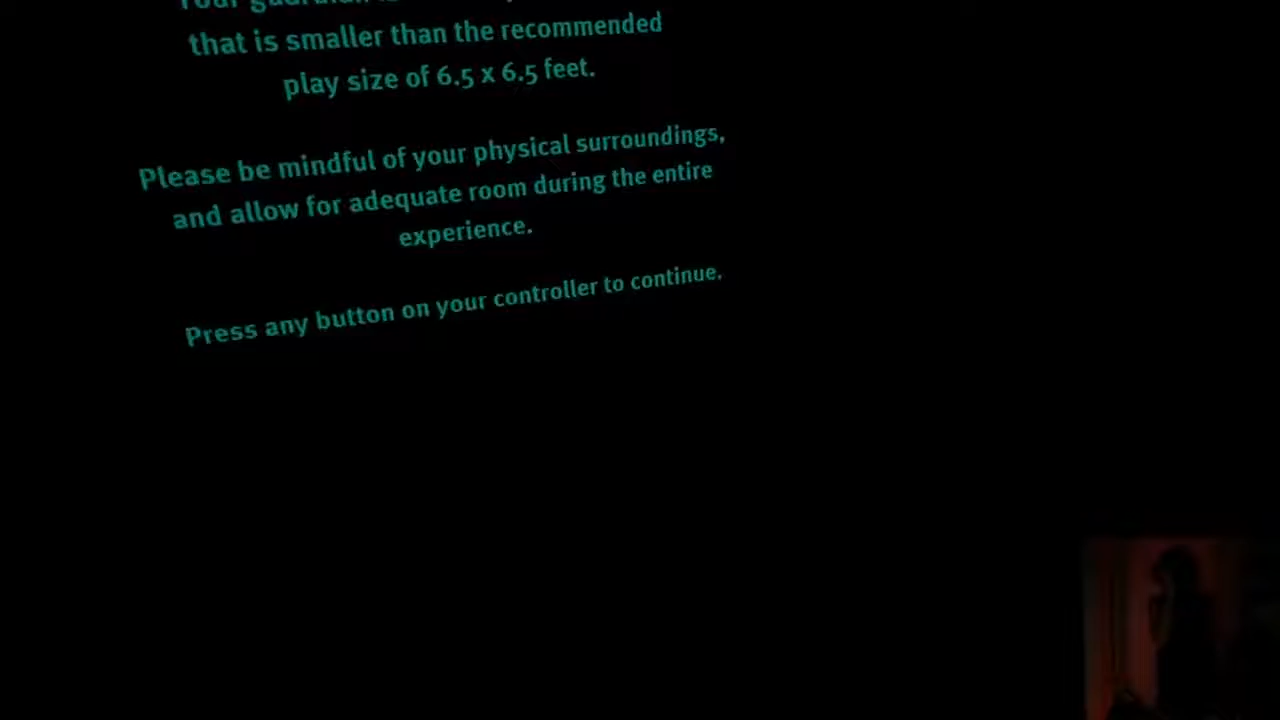 Your
that is smaller than the recommended
play size of 6.5 x 6.5 feet.
Please be mindful of your physical surroundings,
and allow for adequate room during the entire
experience.
Press any button on your controller to continue.